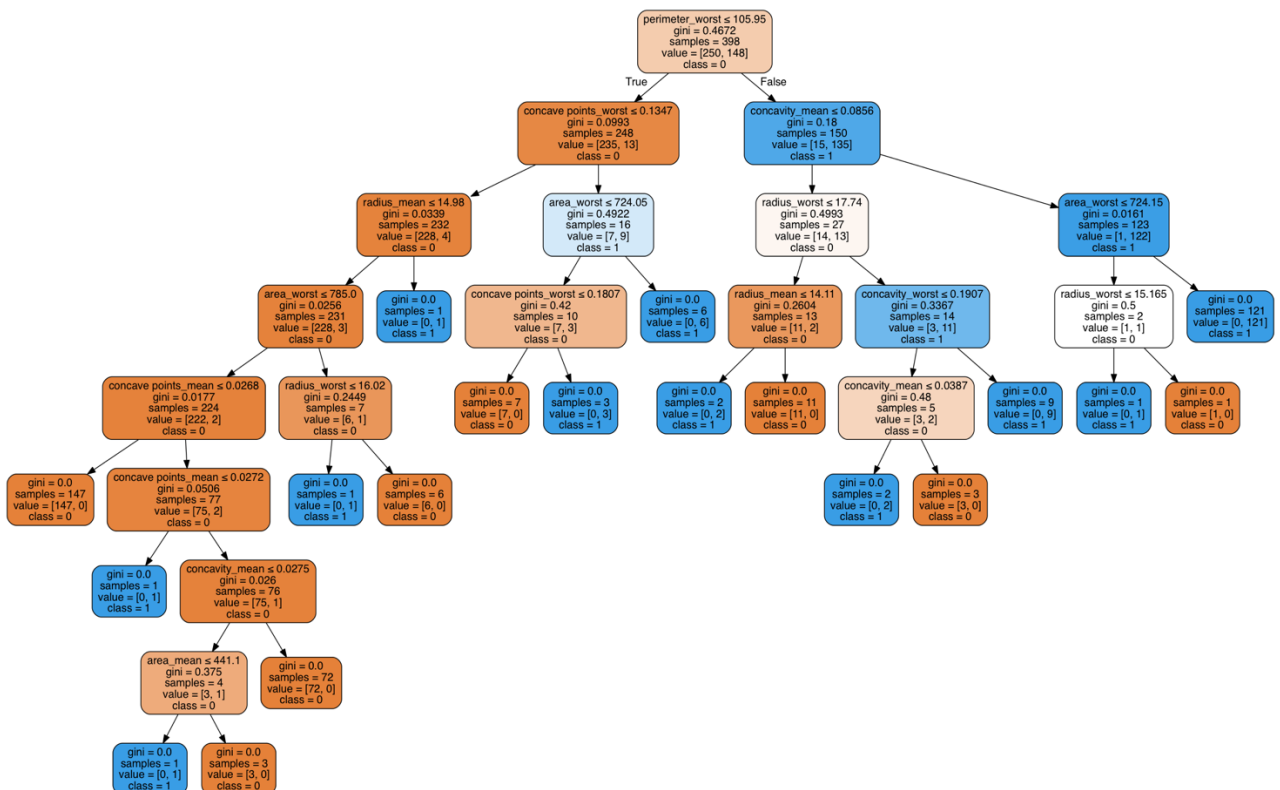 perimeter_worst ≤ 105.95
gini = 0.4672
samples = 398
value = [250, 148]
class = 0
True
False
concave points_worst ≤ 0.1347
gini = 0.0993
samples = 248
value = [235, 13]
class = 0
concavity_mean ≤ 0.0856
gini = 0.18
samples = 150
value = [15, 135]
class = 1
radius_mean ≤ 14.98
gini = 0.0339
samples = 232
value = [228, 4]
class = 0
area_worst ≤ 724.05
gini = 0.4922
samples = 16
value = [7, 9]
class = 1
radius_worst ≤ 17.74
gini = 0.4993
samples = 27
value = [14, 13]
class = 0
area_worst ≤ 724.15
gini = 0.0161
samples = 123
value = [1, 122]
class = 1
area_worst ≤ 785.0
gini = 0.0256
samples = 231
value = [228, 3]
class = 0
gini = 0.0
samples = 1
value = [0, 1]
class = 1
concave points_worst ≤ 0.1807
gini = 0.42
samples = 10
value = [7, 3]
class = 0
gini = 0.0
samples = 6
value = [0, 6]
class = 1
radius_mean ≤ 14.11
gini = 0.2604
samples = 13
value = [11, 2]
class = 0
concavity_worst ≤ 0.1907
gini = 0.3367
samples = 14
value = [3, 11]
class = 1
radius_worst ≤ 15.165
gini = 0.5
samples = 2
value = [1, 1]
class = 0
gini = 0.0
samples = 121
value = [0, 121]
class = 1
concave points_mean ≤ 0.0268
gini = 0.0177
samples = 224
value = [222, 2]
class = 0
radius_worst ≤ 16.02
gini = 0.2449
samples = 7
value = [6, 1]
class = 0
gini = 0.0
samples = 7
value = [7, 0]
class = 0
gini = 0.0
samples = 3
value = [0, 3]
class = 1
gini = 0.0
samples = 2
value = [0, 2]
class = 1
gini = 0.0
samples = 11
value = [11, 0]
class = 0
concavity_mean ≤ 0.0387
gini = 0.48
samples = 5
value = [3, 2]
class = 0
gini = 0.0
samples = 9
value = [0, 9]
class = 1
gini = 0.0
samples = 1
value = [0, 1]
class = 1
gini = 0.0
samples = 1
value = [1, 0]
class = 0
gini = 0.0
samples = 147
value = [147, 0]
class = 0
concave points_mean ≤ 0.0272
gini = 0.0506
samples = 77
value = [75, 2]
class = 0
gini = 0.0
samples = 1
value = [0, 1]
class = 1
gini = 0.0
samples = 6
value = [6, 0]
class = 0
gini = 0.0
samples = 2
value = [0, 2]
class = 1
gini = 0.0
samples = 3
value = [3, 0]
class = 0
gini = 0.0
samples = 1
value = [0, 1]
class = 1
concavity_mean ≤ 0.0275
gini = 0.026
samples = 76
value = [75, 1]
class = 0
area_mean ≤ 441.1
gini = 0.375
samples = 4
value = [3, 1]
class = 0
gini = 0.0
samples = 72
value = [72, 0]
class = 0
gini = 0.0
samples = 1
value = [0, 1]
class = 1
gini = 0.0
samples = 3
value = [3, 0]
class = 0